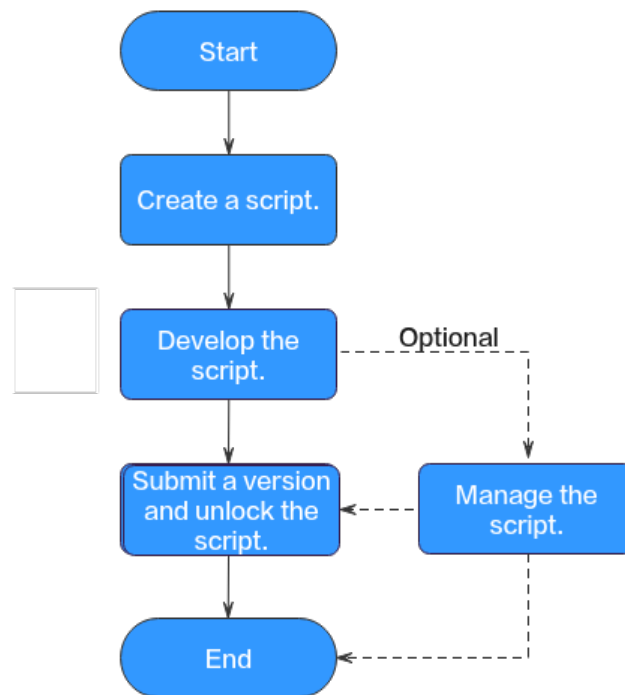 Start
Create a script.
Develop the
script.
Optional
Submit a version
and unlock the
script.
Manage the
script.
End